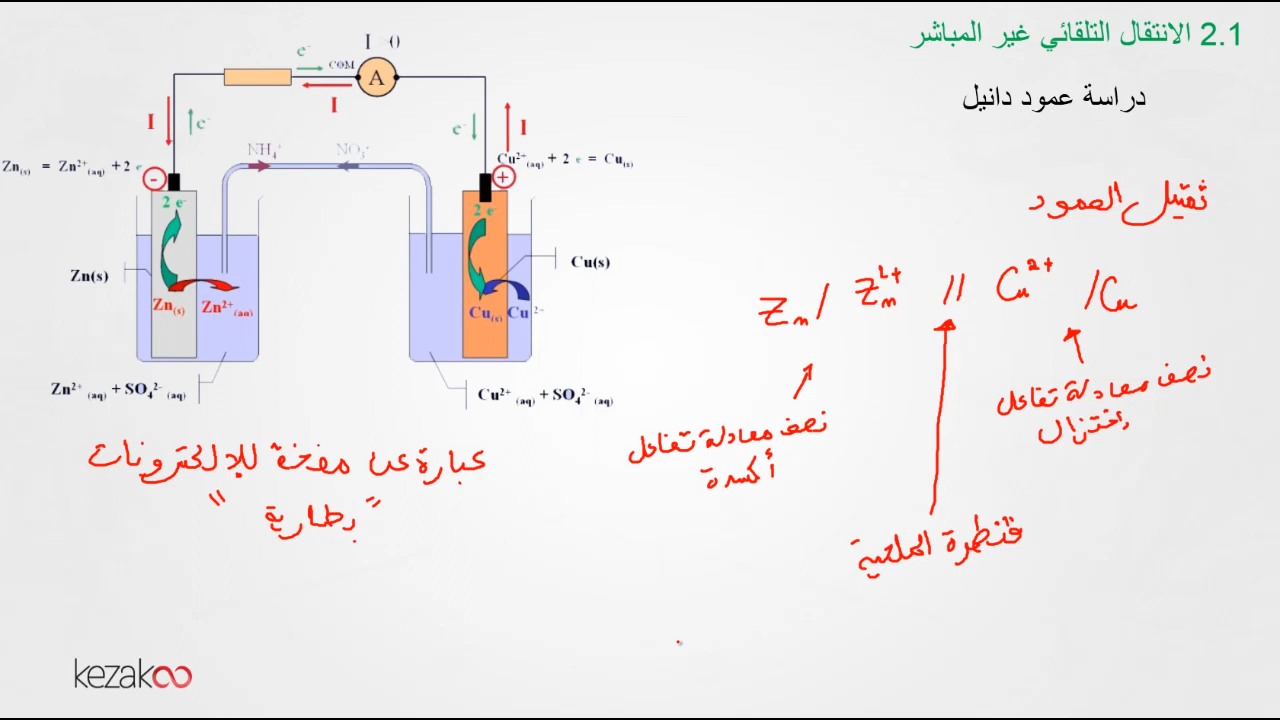 2.1 الانتقال التلقائي غير المباشر
دراسة عمود دانيل
I 〉0
e⁻
COM
A
I
I
e⁻
e⁻
I
NH₄⁺
NO₃⁻
Zn(s) = Zn²⁺(aq) + 2 e
Cu²⁺(aq) + 2 e = Cu(s)
-
+
2 e⁻
2 e⁻
Zn(s)
Cu(s)
Zn(s)
Zn²⁺(aq)
Cu(s)
Cu²⁻
Zn²⁺(aq) + SO₄²⁻(aq)
Cu²⁺(aq) + SO₄²⁻(aq)
تمثيل العمود
Zn / Zn²⁺ // Cu²⁺ / Cu
نصف معادلة تفاعل
إختزال
نصف معادلة تفاعل
أكسدة
قنطرة الملحية
عبارة عن مضخة للإلكترونات
"بطارية"
kezakoo